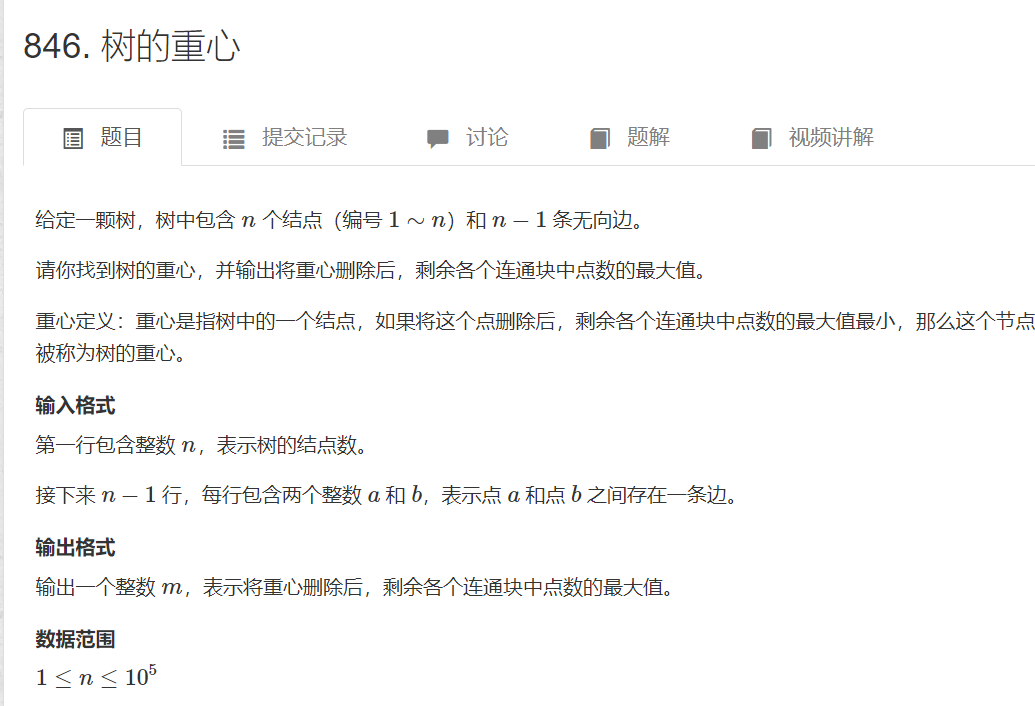 846. 树的重心
题目 提交记录 讨论 题解 视频讲解
给定一颗树，树中包含 n 个结点（编号 1 ∼ n）和 n − 1 条无向边。
请你找到树的重心，并输出将重心删除后，剩余各个连通块中点数的最大值。
重心定义：重心是指树中的一个结点，如果将这个点删除后，剩余各个连通块中点数的最大值最小，那么这个节点
被称为树的重心。
输入格式
第一行包含整数 n，表示树的结点数。
接下来 n − 1 行，每行包含两个整数 a 和 b，表示点 a 和点 b 之间存在一条边。
输出格式
输出一个整数 m，表示将重心删除后，剩余各个连通块中点数的最大值。
数据范围
1 ≤ n ≤ 10⁵